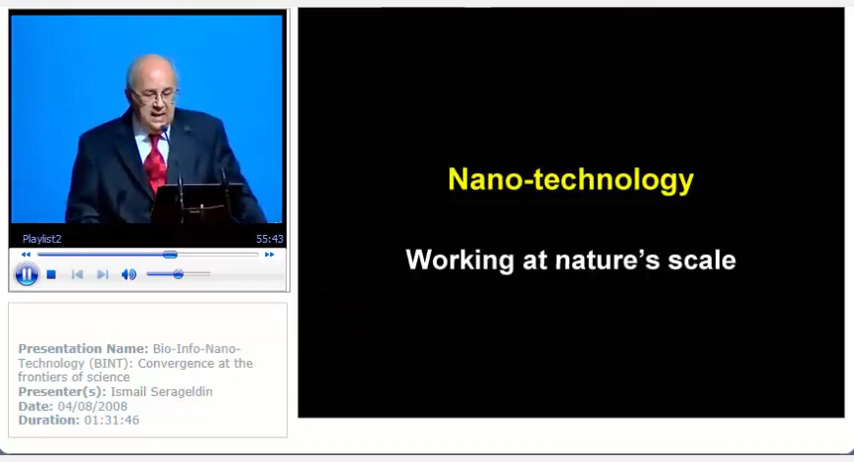 Nano-technology
Working at nature's scale
Playlist2 55:43
Presentation Name: Bio-Info-Nano-
Technology (BINT): Convergence at the
frontiers of science
Presenter(s): Ismail Serageldin
Date: 04/08/2008
Duration: 01:31:46